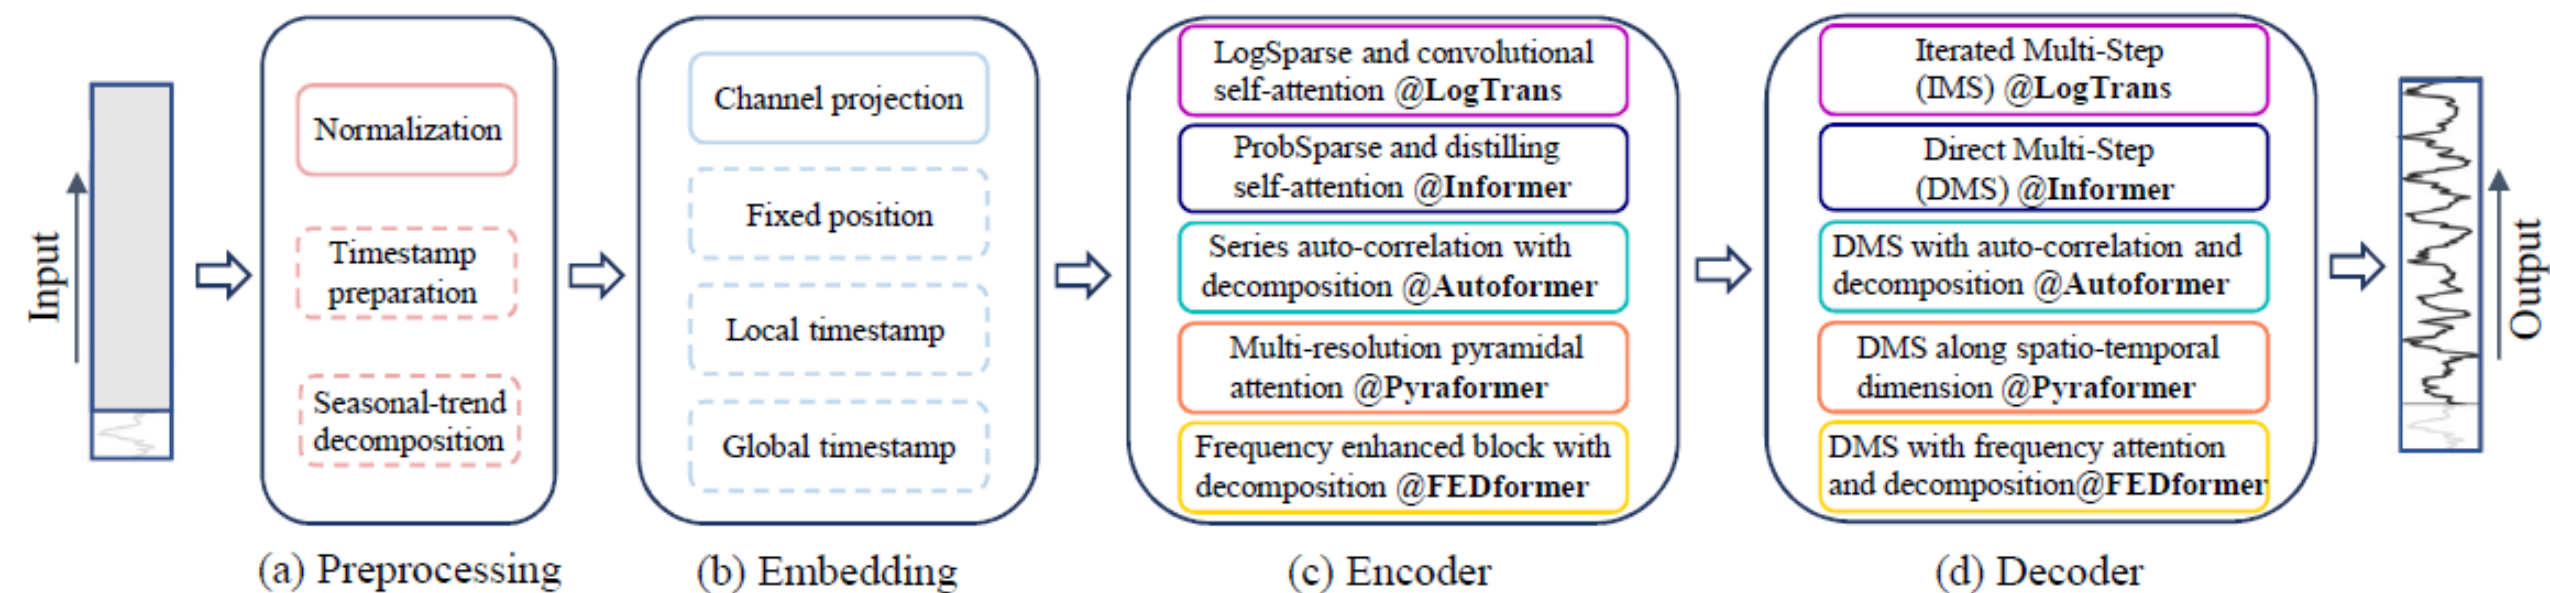 Input
Normalization
Timestamp
preparation
Seasonal-trend
decomposition
(a) Preprocessing
Channel projection
Fixed position
Local timestamp
Global timestamp
(b) Embedding
LogSparse and convolutional
self-attention @LogTrans
ProbSparse and distilling
self-attention @Informer
Series auto-correlation with
decomposition @Autoformer
Multi-resolution pyramidal
attention @Pyraformer
Frequency enhanced block with
decomposition @FEDformer
(c) Encoder
Iterated Multi-Step
(IMS) @LogTrans
Direct Multi-Step
(DMS) @Informer
DMS with auto-correlation and
decomposition @Autoformer
DMS along spatio-temporal
dimension @Pyraformer
DMS with frequency attention
and decomposition@FEDformer
(d) Decoder
Output